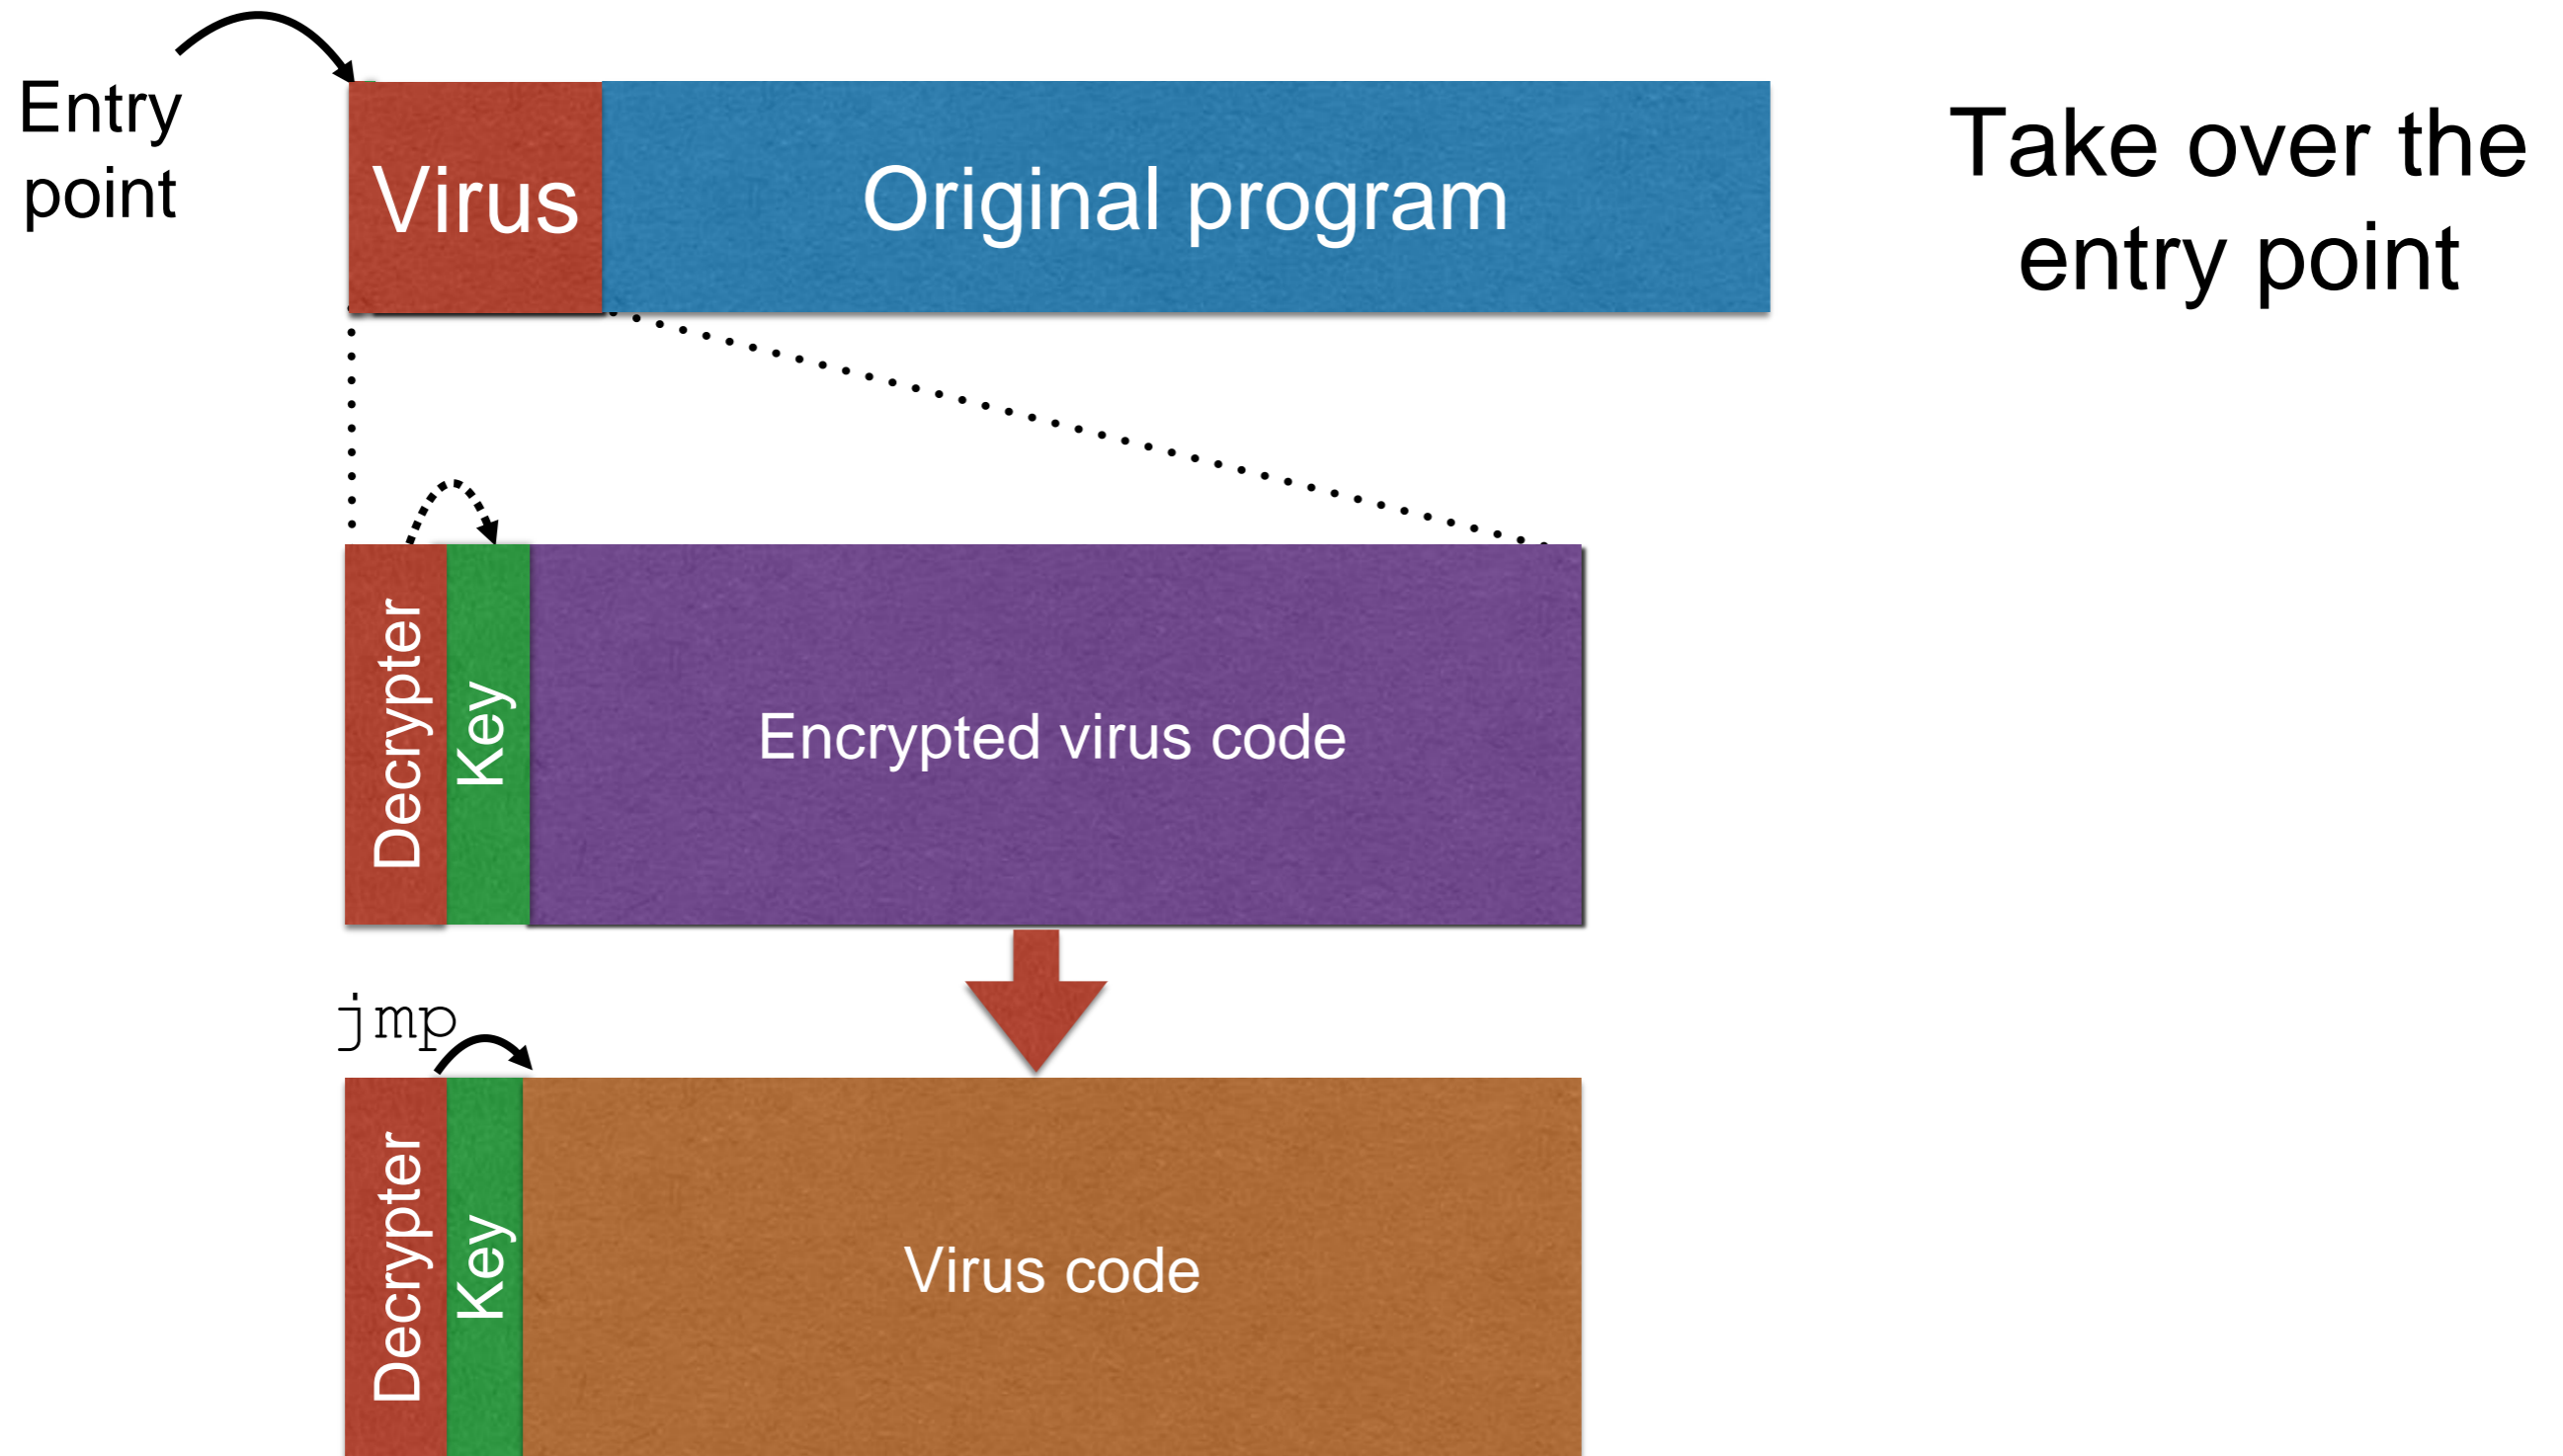 Entry
point
Virus
Original program
Take over the
entry point
Decrypter
Key
Encrypted virus code
jmp
Decrypter
Key
Virus code